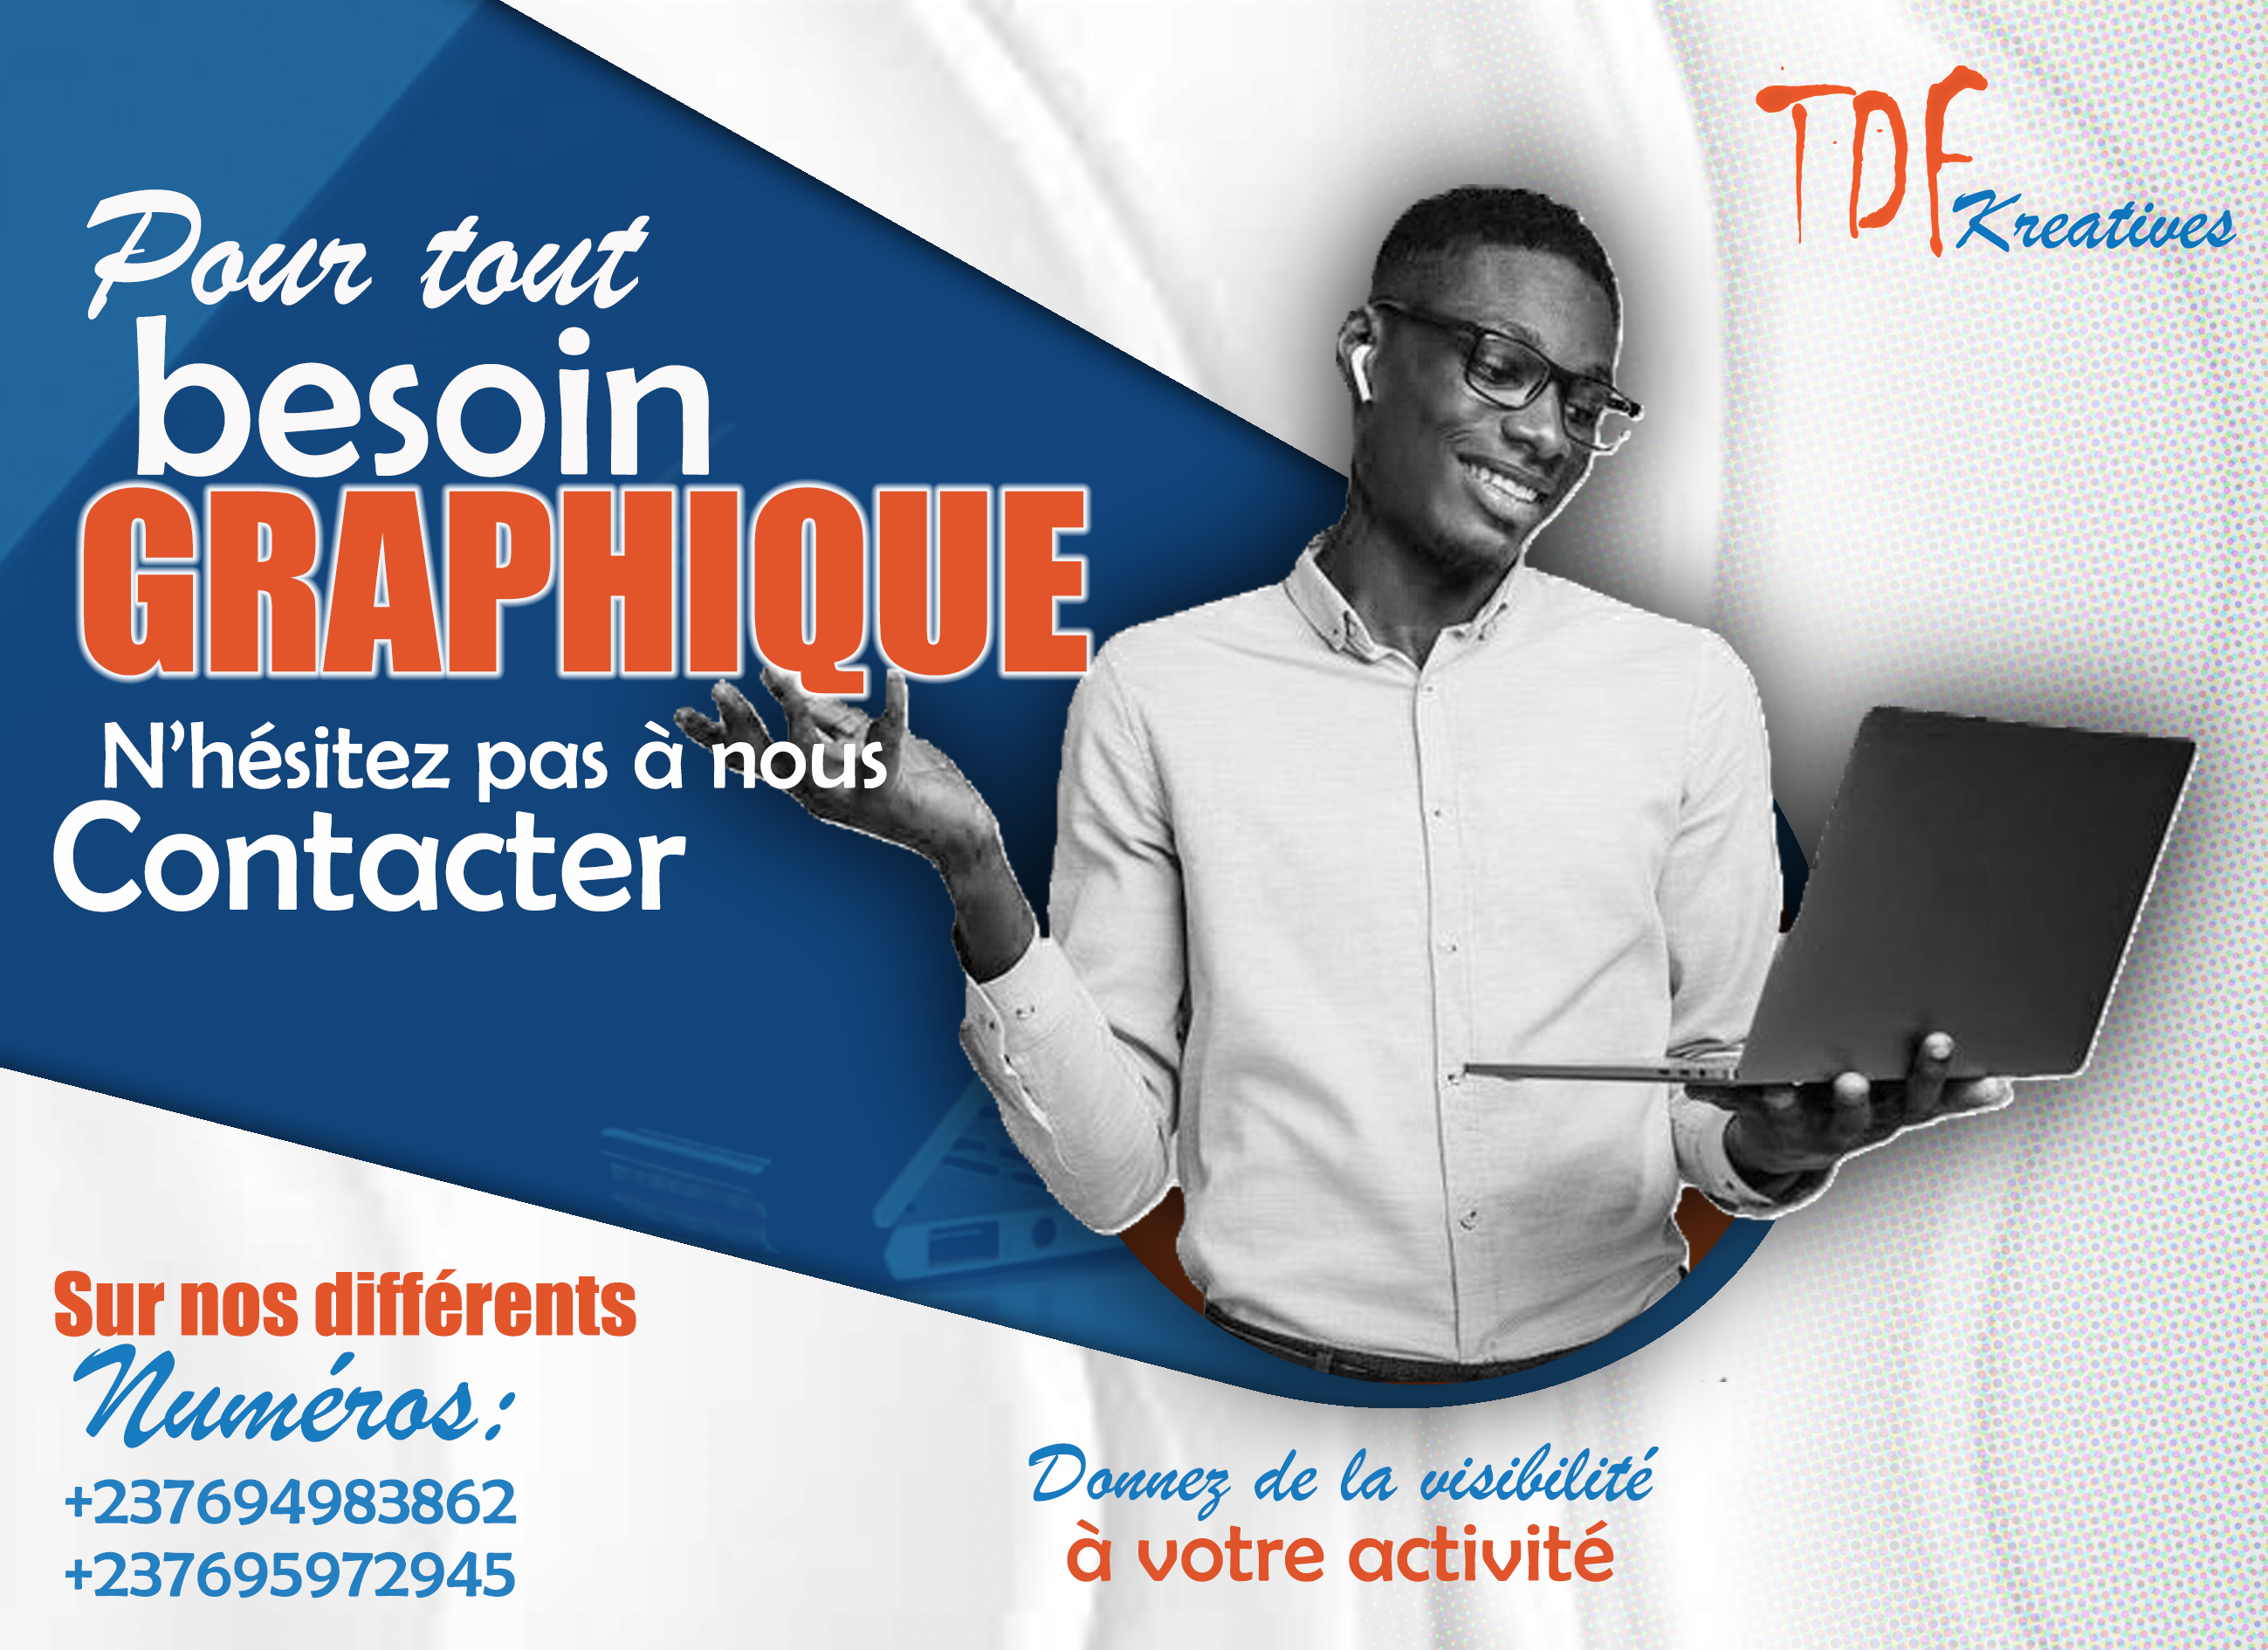 TDF
Kreatives
Pour tout
besoin
GRAPHIQUE
N'hésitez pas à nous
Contacter
Sur nos différents
Numéros:
+237694983862
+237695972945
Donnez de la visibilité
à votre activité